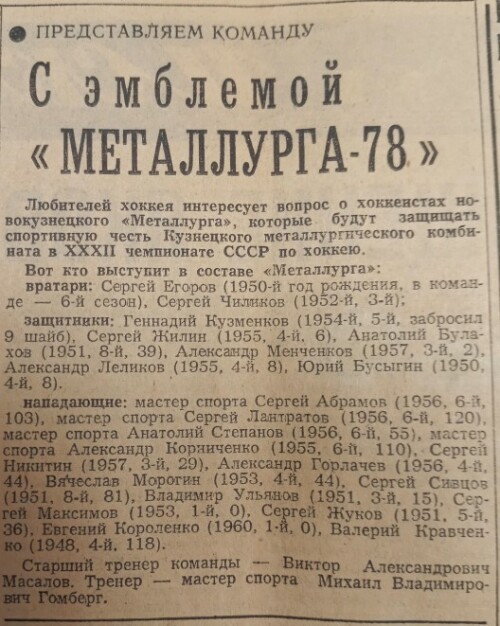 ● ПРЕДСТАВЛЯЕМ КОМАНДУ
С эмблемой
«МЕТАЛЛУРГА-78»
Любителей хоккея интересует вопрос о хоккеистах но-
вокузнецкого «Металлурга», которые будут защищать
спортивную честь Кузнецкого металлургического комби-
ната в XXXII чемпионате СССР по хоккею.
Вот кто выступит в составе «Металлурга»:
вратари: Сергей Егоров (1950-й год рождения, в коман-
де — 6-й сезон), Сергей Чиликов (1952-й, 3-й);
защитники: Геннадий Кузменков (1954-й, 5-й, забросил
9 шайб), Сергей Жилин (1955, 4-й, 6), Анатолий Була-
хов (1951, 8-й, 39), Александр Менченков (1957, 3-й, 2),
Александр Леликов (1955, 4-й, 8), Юрий Бусыгин (1950,
4-й, 8).
нападающие: мастер спорта Сергей Абрамов (1956, 6-й,
103), мастер спорта Сергей Лантратов (1956, 6-й, 120),
мастер спорта Анатолий Степанов (1956, 6-й, 55), мастер
спорта Александр Корниченко (1955, 6-й, 110), Сергей
Никитин (1957, 3-й, 29), Александр Горлачев (1956, 4-й,
44), Вячеслав Морогин (1953, 4-й, 44), Сергей Сивцов
(1951, 8-й, 81), Владимир Ульянов (1951, 3-й, 15), Сер-
гей Максимов (1953, 1-й, 0), Сергей Жуков (1951, 5-й,
36), Евгений Короленко (1960, 1-й, 0), Валерий Кравчен-
ко (1948, 4-й, 118).
Старший тренер команды — Виктор Александрович
Масалов. Тренер — мастер спорта Михаил Владимиро-
вич Гомберг.